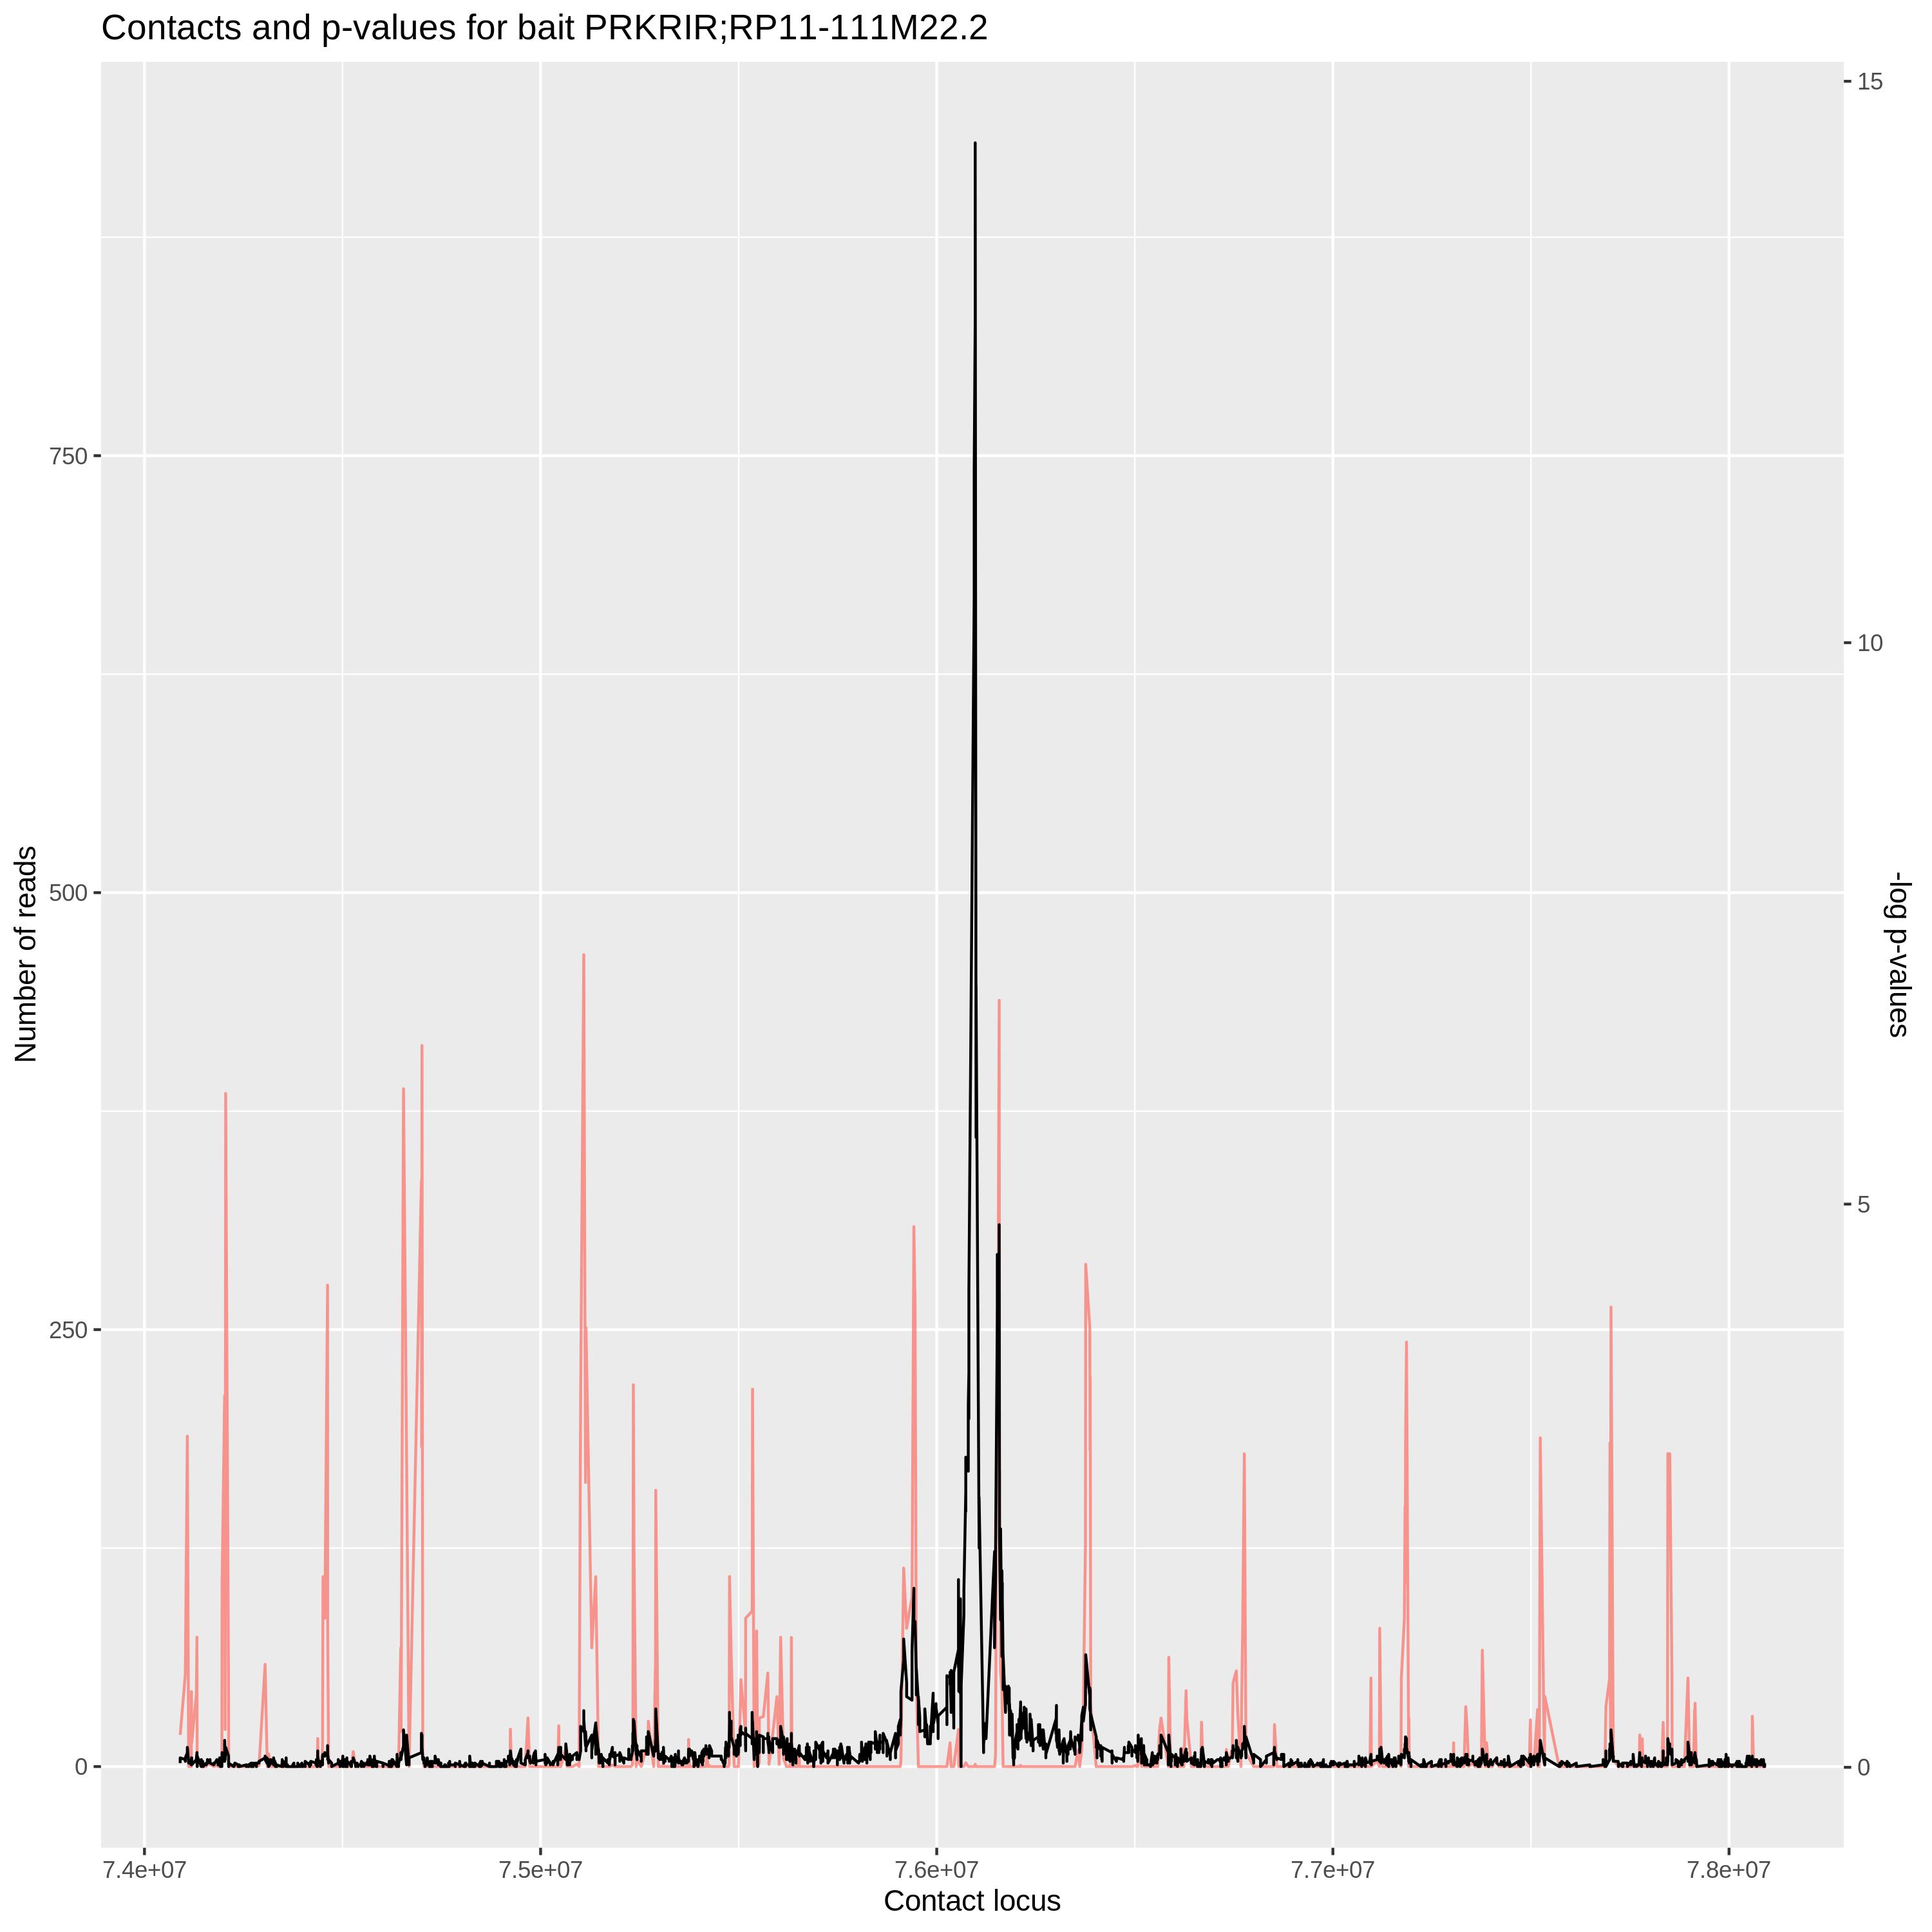 Contacts and p-values for bait PRKRIR;RP11-111M22.2
Number of reads
750
500
250
0
15
10
5
0
-log p-values
7.4e+07 7.5e+07 7.6e+07 7.7e+07 7.8e+07
Contact locus